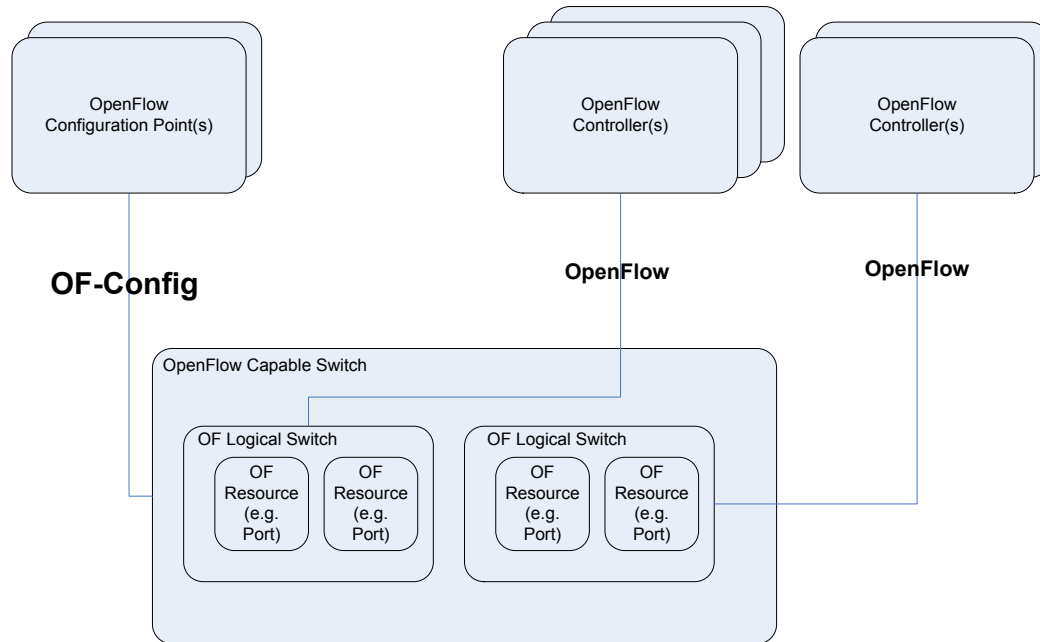 OpenFlow
Configuration Point(s)
OpenFlow
Controller(s)
OpenFlow
Controller(s)
OF-Config
OpenFlow
OpenFlow
OpenFlow Capable Switch
OF Logical Switch
OF
Resource
(e.g.
Port)
OF
Resource
(e.g.
Port)
OF Logical Switch
OF
Resource
(e.g.
Port)
OF
Resource
(e.g.
Port)